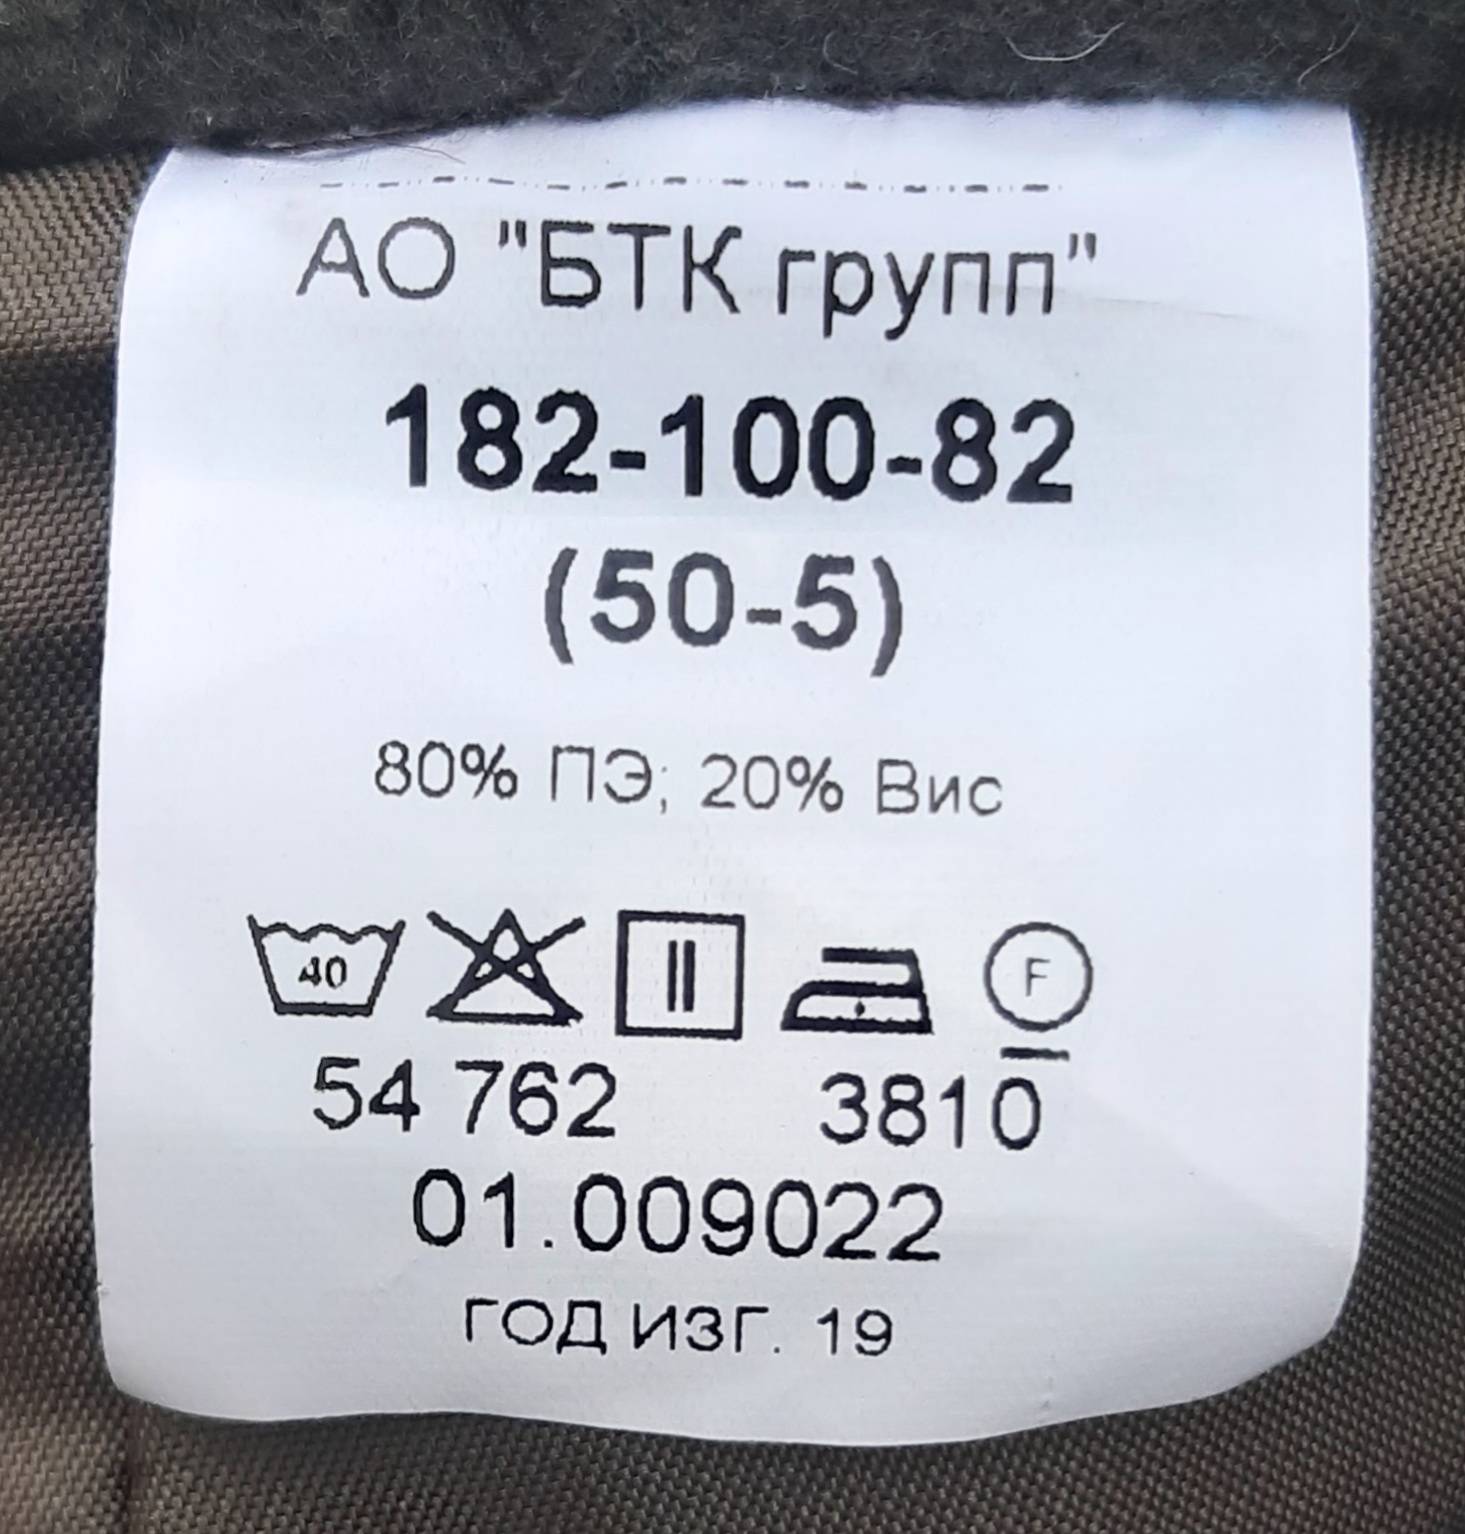 АО "БТК групп"
182-100-82
(50-5)
80% ПЭ; 20% Вис
40 F
54 762 3810
01.009022
ГОД ИЗГ. 19